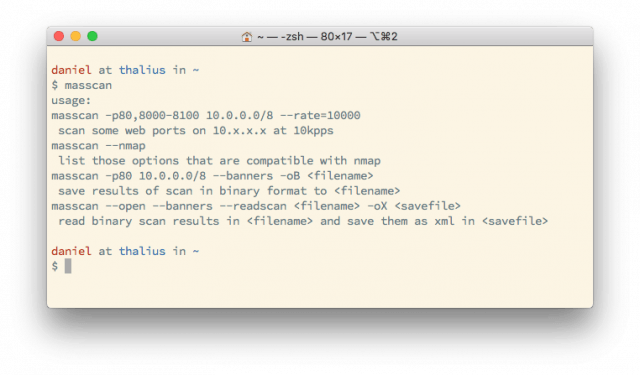 ~ — -zsh — 80×17 — ⌥⌘2
daniel at thalius in ~
$ masscan
usage:
masscan -p80,8000-8100 10.0.0.0/8 --rate=10000
 scan some web ports on 10.x.x.x at 10kpps
masscan --nmap
 list those options that are compatible with nmap
masscan -p80 10.0.0.0/8 --banners -oB <filename>
 save results of scan in binary format to <filename>
masscan --open --banners --readscan <filename> -oX <savefile>
 read binary scan results in <filename> and save them as xml in <savefile>
daniel at thalius in ~
$